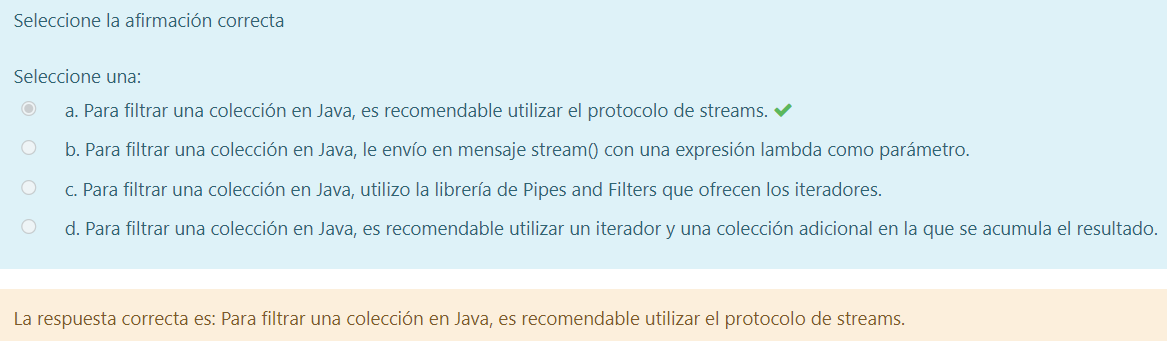 Seleccione la afirmación correcta
Seleccione una:
a. Para filtrar una colección en Java, es recomendable utilizar el protocolo de streams.
b. Para filtrar una colección en Java, le envío en mensaje stream() con una expresión lambda como parámetro.
c. Para filtrar una colección en Java, utilizo la librería de Pipes and Filters que ofrecen los iteradores.
d. Para filtrar una colección en Java, es recomendable utilizar un iterador y una colección adicional en la que se acumula el resultado.
La respuesta correcta es: Para filtrar una colección en Java, es recomendable utilizar el protocolo de streams.